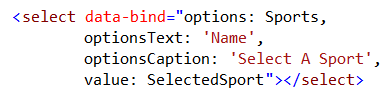 <select data-bind="options: Sports,
optionsText: 'Name',
optionsCaption: 'Select A Sport',
value: SelectedSport"></select>